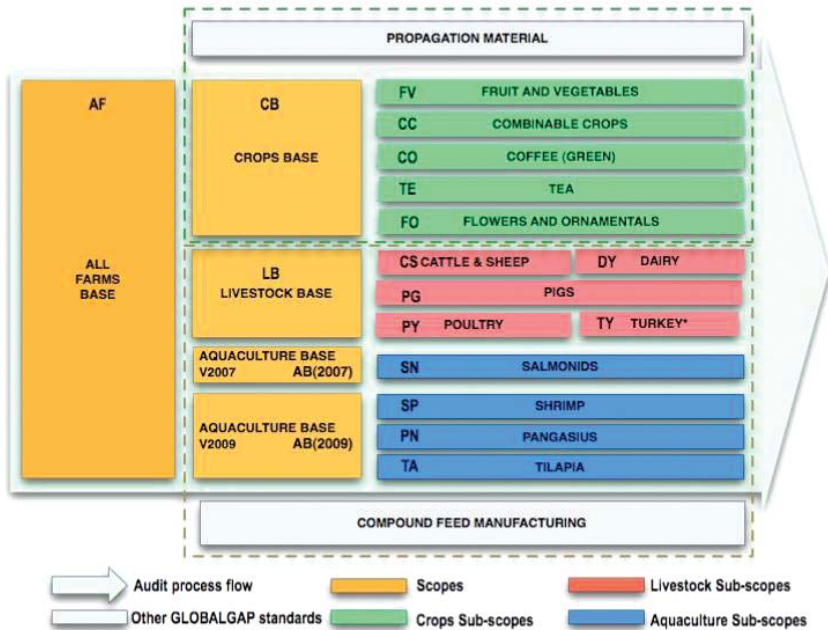 PROPAGATION MATERIAL
AF
ALL
FARMS
BASE
CB
CROPS BASE
FV FRUIT AND VEGETABLES
CC COMBINABLE CROPS
CO COFFEE (GREEN)
TE TEA
FO FLOWERS AND ORNAMENTALS
LB
LIVESTOCK BASE
CS CATTLE & SHEEP
DY DAIRY
PG PIGS
PY POULTRY
TY TURKEY*
AQUACULTURE BASE
V2007 AB(2007)
SN SALMONIDS
AQUACULTURE BASE
V2009 AB(2009)
SP SHRIMP
PN PANGASIUS
TA TILAPIA
COMPOUND FEED MANUFACTURING
Audit process flow
Scopes
Livestock Sub-scopes
Other GLOBALGAP standards
Crops Sub-scopes
Aquaculture Sub-scopes